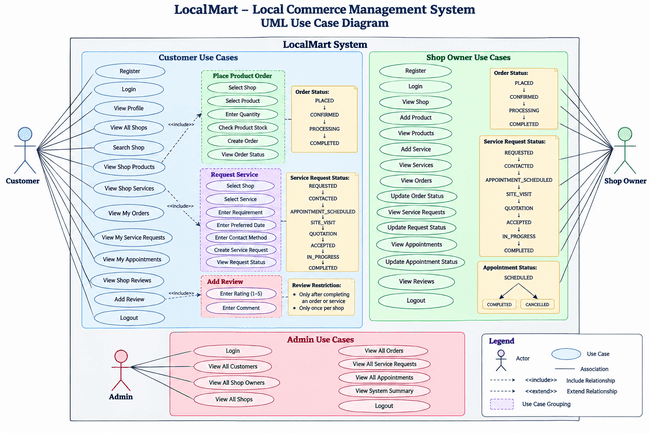 LocalMart – Local Commerce Management System
UML Use Case Diagram
LocalMart System
Customer Use Cases
Register
Login
View Profile
View All Shops
Search Shop
View Shop Products
View Shop Services
View My Orders
View My Service Requests
View My Appointments
View Shop Reviews
Add Review
Logout
Customer
<<include>>
<<include>>
<<include>>
Place Product Order
Select Shop
Select Product
Enter Quantity
Check Product Stock
Create Order
View Order Status
Order Status:
PLACED
↓
CONFIRMED
↓
PROCESSING
↓
COMPLETED
Request Service
Select Shop
Select Service
Enter Requirement
Enter Preferred Date
Enter Contact Method
Create Service Request
View Request Status
Service Request Status:
REQUESTED
↓
CONTACTED
↓
APPOINTMENT_SCHEDULED
↓
SITE_VISIT
↓
QUOTATION
↓
ACCEPTED
↓
IN_PROGRESS
↓
COMPLETED
Add Review
Enter Rating (1–5)
Enter Comment
Review Restriction:
• Only after completing
an order or service
• Only once per shop
Shop Owner Use Cases
Register
Login
View Shop
Add Product
View Products
Add Service
View Services
View Orders
Update Order Status
View Service Requests
Update Request Status
View Appointments
Update Appointment Status
View Reviews
Logout
Order Status:
PLACED
↓
CONFIRMED
↓
PROCESSING
↓
COMPLETED
Service Request Status:
REQUESTED
↓
CONTACTED
↓
APPOINTMENT_SCHEDULED
↓
SITE_VISIT
↓
QUOTATION
↓
ACCEPTED
↓
IN_PROGRESS
↓
COMPLETED
Appointment Status:
SCHEDULED
COMPLETED
CANCELLED
Shop Owner
Admin Use Cases
Login
View All Customers
View All Shop Owners
View All Shops
View All Orders
View All Service Requests
View All Appointments
View System Summary
Logout
Admin
Legend
Actor
Use Case
Association
<<include>> Include Relationship
<<extend>> Extend Relationship
Use Case Grouping